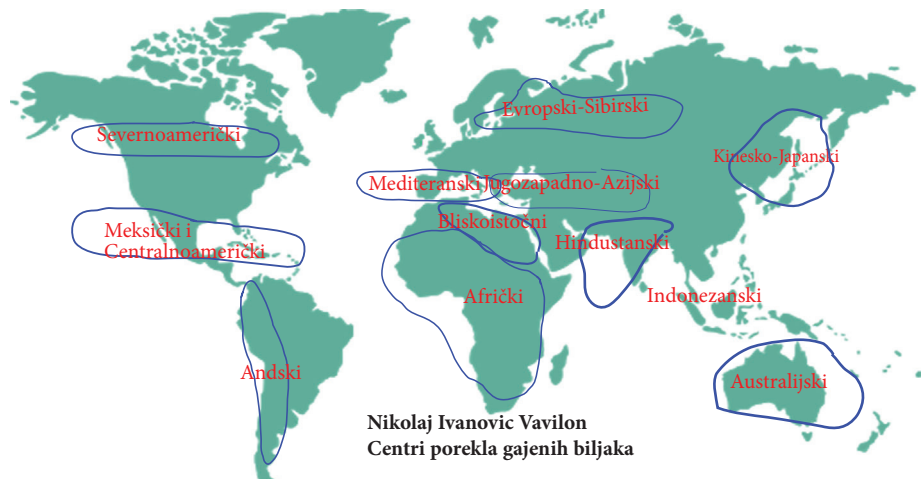 Evropski-Sibirski
Severnoamerički
Kinesko-Japanski
Mediteranski
Jugozapadno-Azijski
Meksički i
Centralnoamerički
Bliskoistočni
Hindustanski
Afrički
Indonezanski
Andski
Australijski
Nikolaj Ivanovic Vavilon
Centri porekla gajenih biljaka